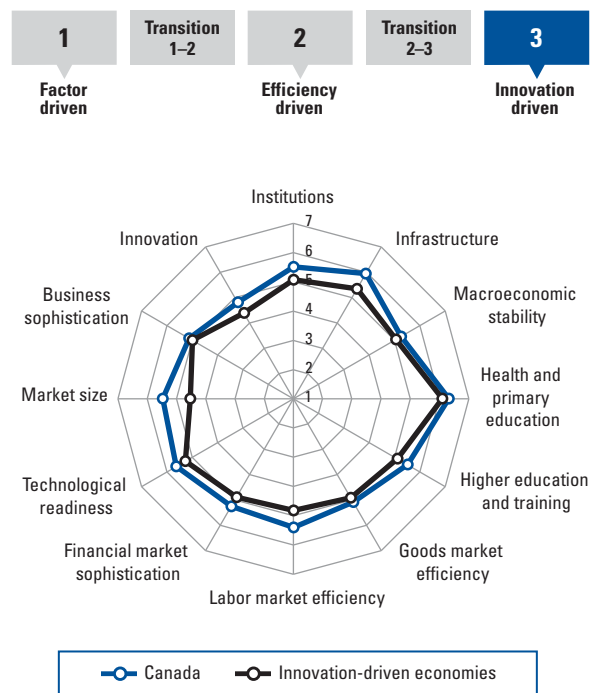 1
Transition
1–2
2
Transition
2–3
3
Factor
driven
Efficiency
driven
Innovation
driven
Institutions
7
Innovation
Infrastructure
6
5
Business
sophistication
Macroeconomic
stability
4
3
2
Market size
1
Health and
primary
education
Technological
readiness
Higher education
and training
Financial market
sophistication
Goods market
efficiency
Labor market efficiency
Canada
Innovation-driven economies